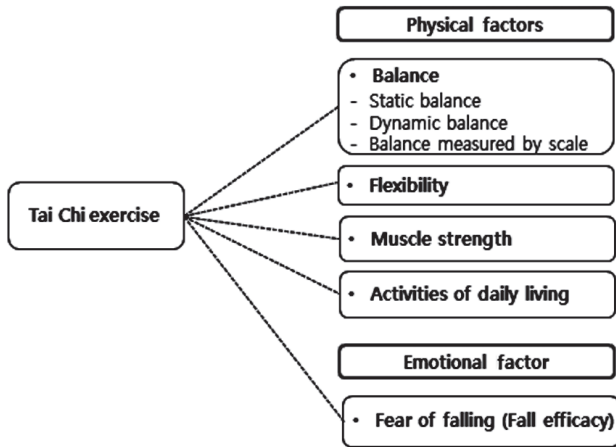 Physical factors
• Balance
- Static balance
- Dynamic balance
- Balance measured by scale
Tai Chi exercise
• Flexibility
• Muscle strength
• Activities of daily living
Emotional factor
• Fear of falling (Fall efficacy)